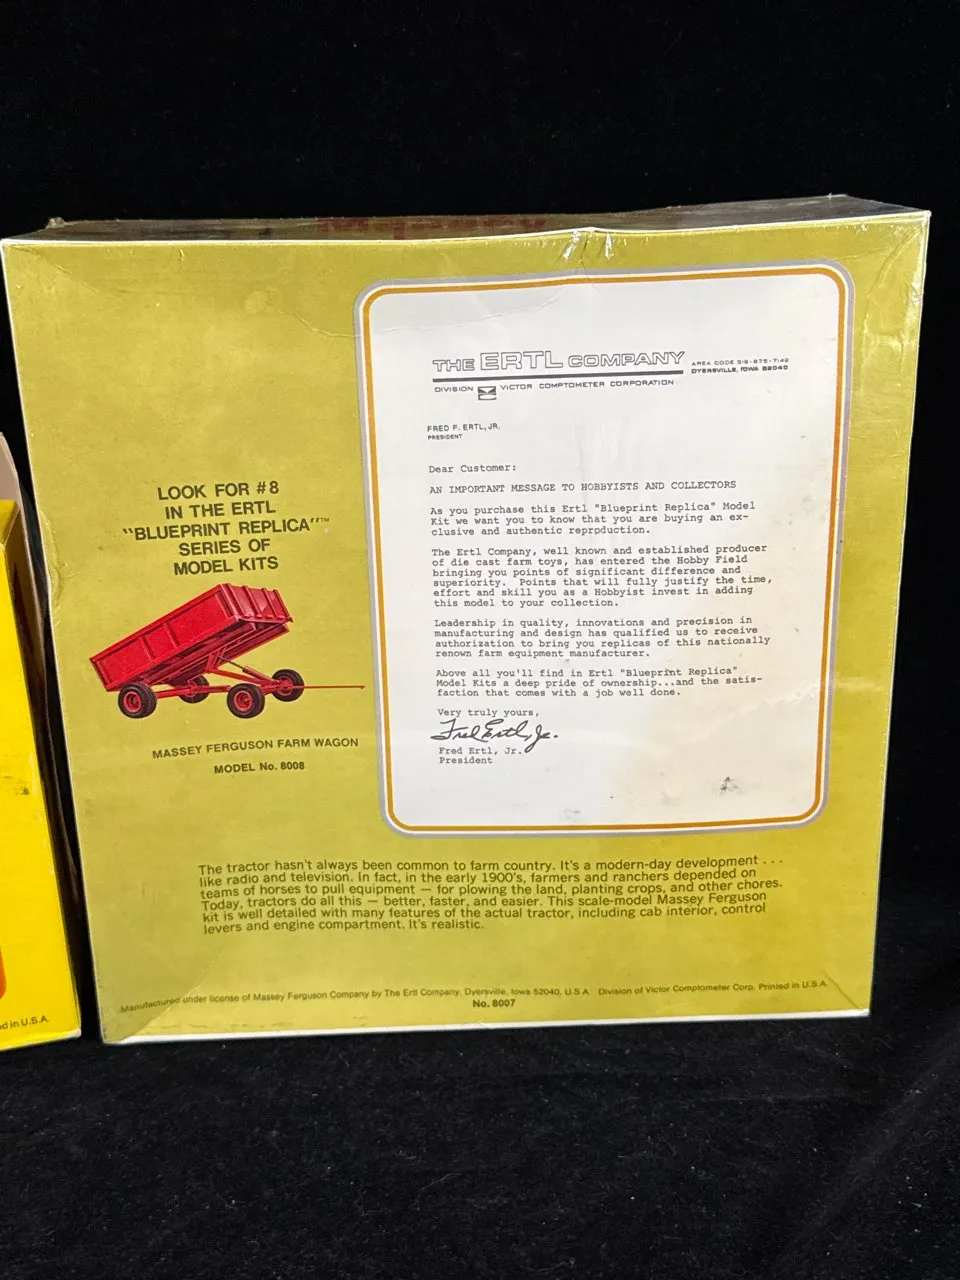 LOOK FOR #8
IN THE ERTL
"BLUEPRINT REPLICA"™
SERIES OF
MODEL KITS
MASSEY FERGUSON FARM WAGON
MODEL No. 8008
THE ERTL COMPANY
AREA CODE 319-875-7149
DYERSVILLE, IOWA 52040
DIVISION VICTOR COMPTOMETER CORPORATION
FRED F. ERTL, JR.
PRESIDENT
Dear Customer:
AN IMPORTANT MESSAGE TO HOBBYISTS AND COLLECTORS
As you purchase this Ertl "Blueprint Replica" Model
Kit we want you to know that you are buying an ex-
clusive and authentic reproduction.
The Ertl Company, well known and established producer
of die cast farm toys, has entered the Hobby Field
bringing you points of significant difference and
superiority. Points that will fully justify the time,
effort and skill you as a Hobbyist invest in adding
this model to your collection.
Leadership in quality, innovations and precision in
manufacturing and design has qualified us to receive
authorization to bring you replicas of this nationally
renown farm equipment manufacturer.
Above all you'll find in Ertl "Blueprint Replica"
Model Kits a deep pride of ownership...and the satis-
faction that comes with a job well done.
Very truly yours,
Fred Ertl, Jr.
Fred Ertl, Jr.
President
The tractor hasn't always been common to farm country. It's a modern-day development . . .
like radio and television. In fact, in the early 1900's, farmers and ranchers depended on
teams of horses to pull equipment — for plowing the land, planting crops, and other chores.
Today, tractors do all this — better, faster, and easier. This scale-model Massey Ferguson
kit is well detailed with many features of the actual tractor, including cab interior, control
levers and engine compartment. It's realistic.
Manufactured under license of Massey Ferguson Company by The Ertl Company, Dyersville, Iowa 52040, U.S.A. Division of Victor Comptometer Corp. Printed in U.S.A.
No. 8007
d in U.S.A.